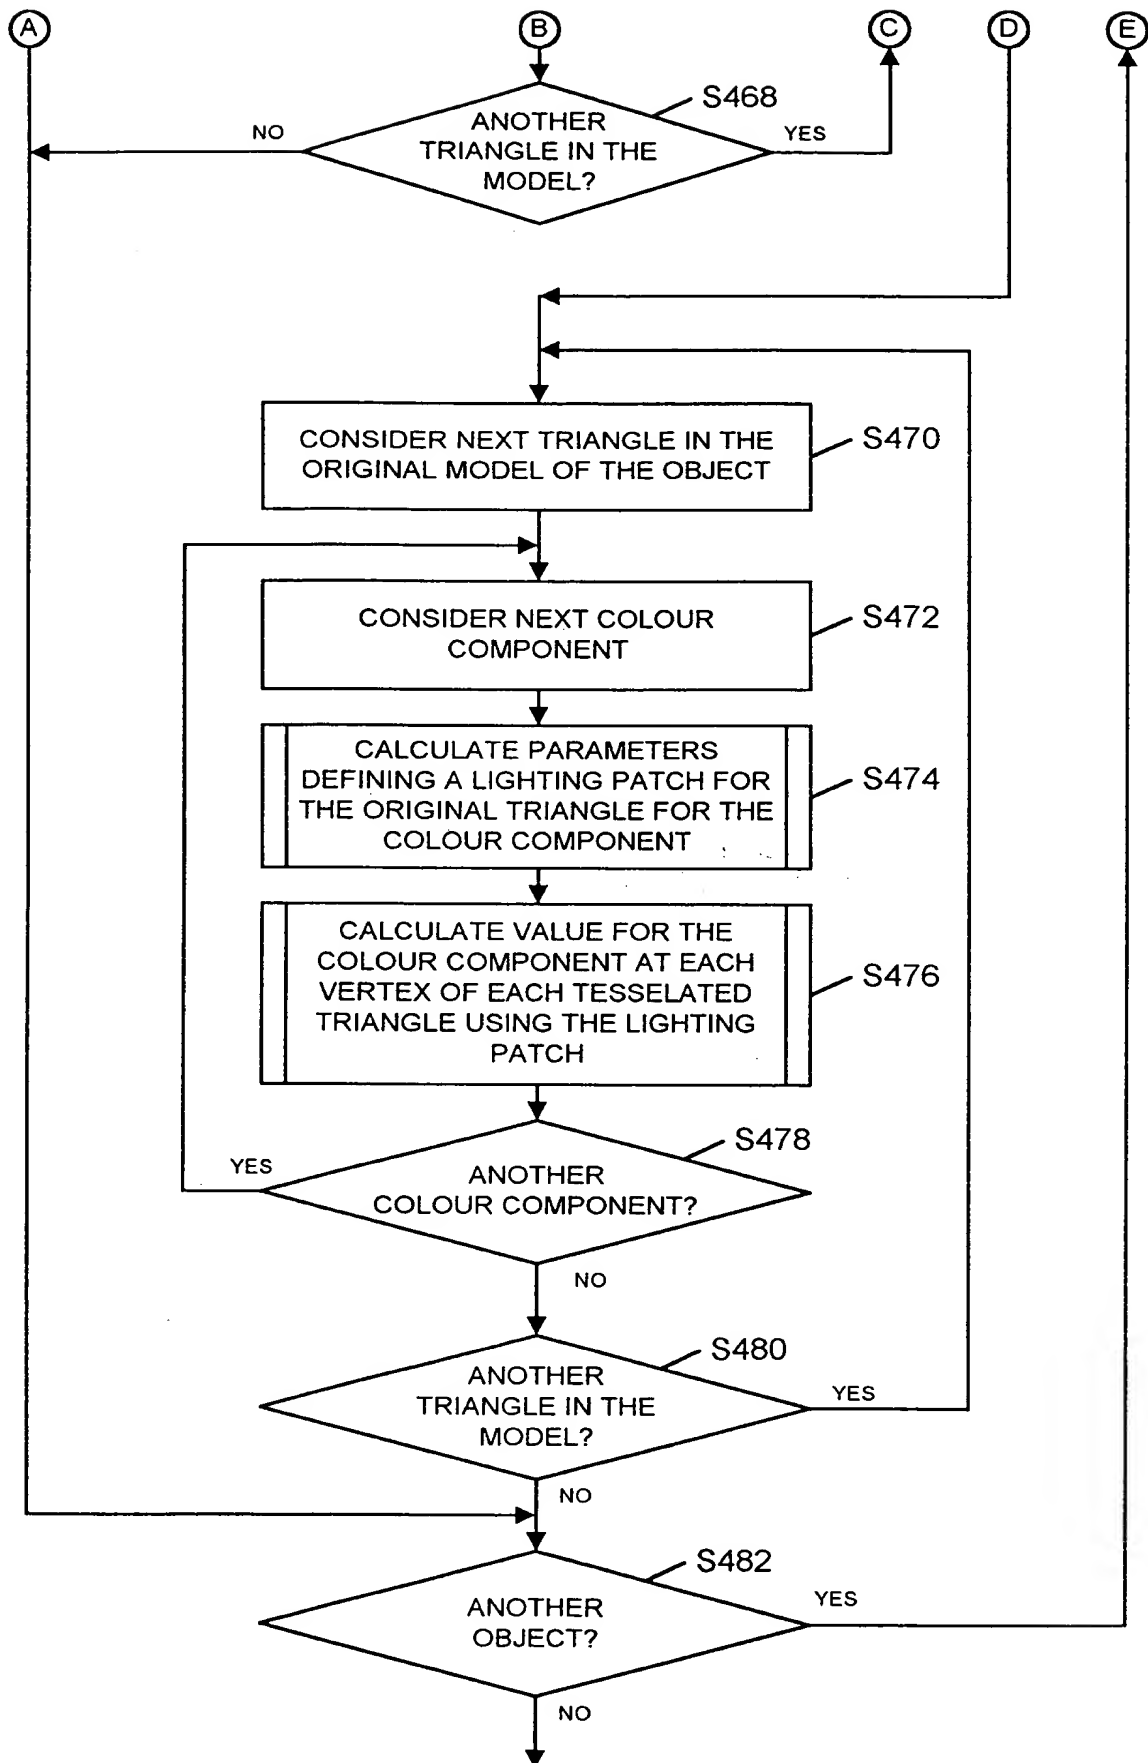 A
B
C
D
E
S468
ANOTHER
TRIANGLE IN THE
MODEL?
NO
YES
CONSIDER NEXT TRIANGLE IN THE
ORIGINAL MODEL OF THE OBJECT
S470
CONSIDER NEXT COLOUR
COMPONENT
S472
CALCULATE PARAMETERS
DEFINING A LIGHTING PATCH FOR
THE ORIGINAL TRIANGLE FOR THE
COLOUR COMPONENT
S474
CALCULATE VALUE FOR THE
COLOUR COMPONENT AT EACH
VERTEX OF EACH TESSELATED
TRIANGLE USING THE LIGHTING
PATCH
S476
S478
YES
ANOTHER
COLOUR COMPONENT?
NO
S480
ANOTHER
TRIANGLE IN THE
MODEL?
YES
NO
S482
ANOTHER
OBJECT?
YES
NO